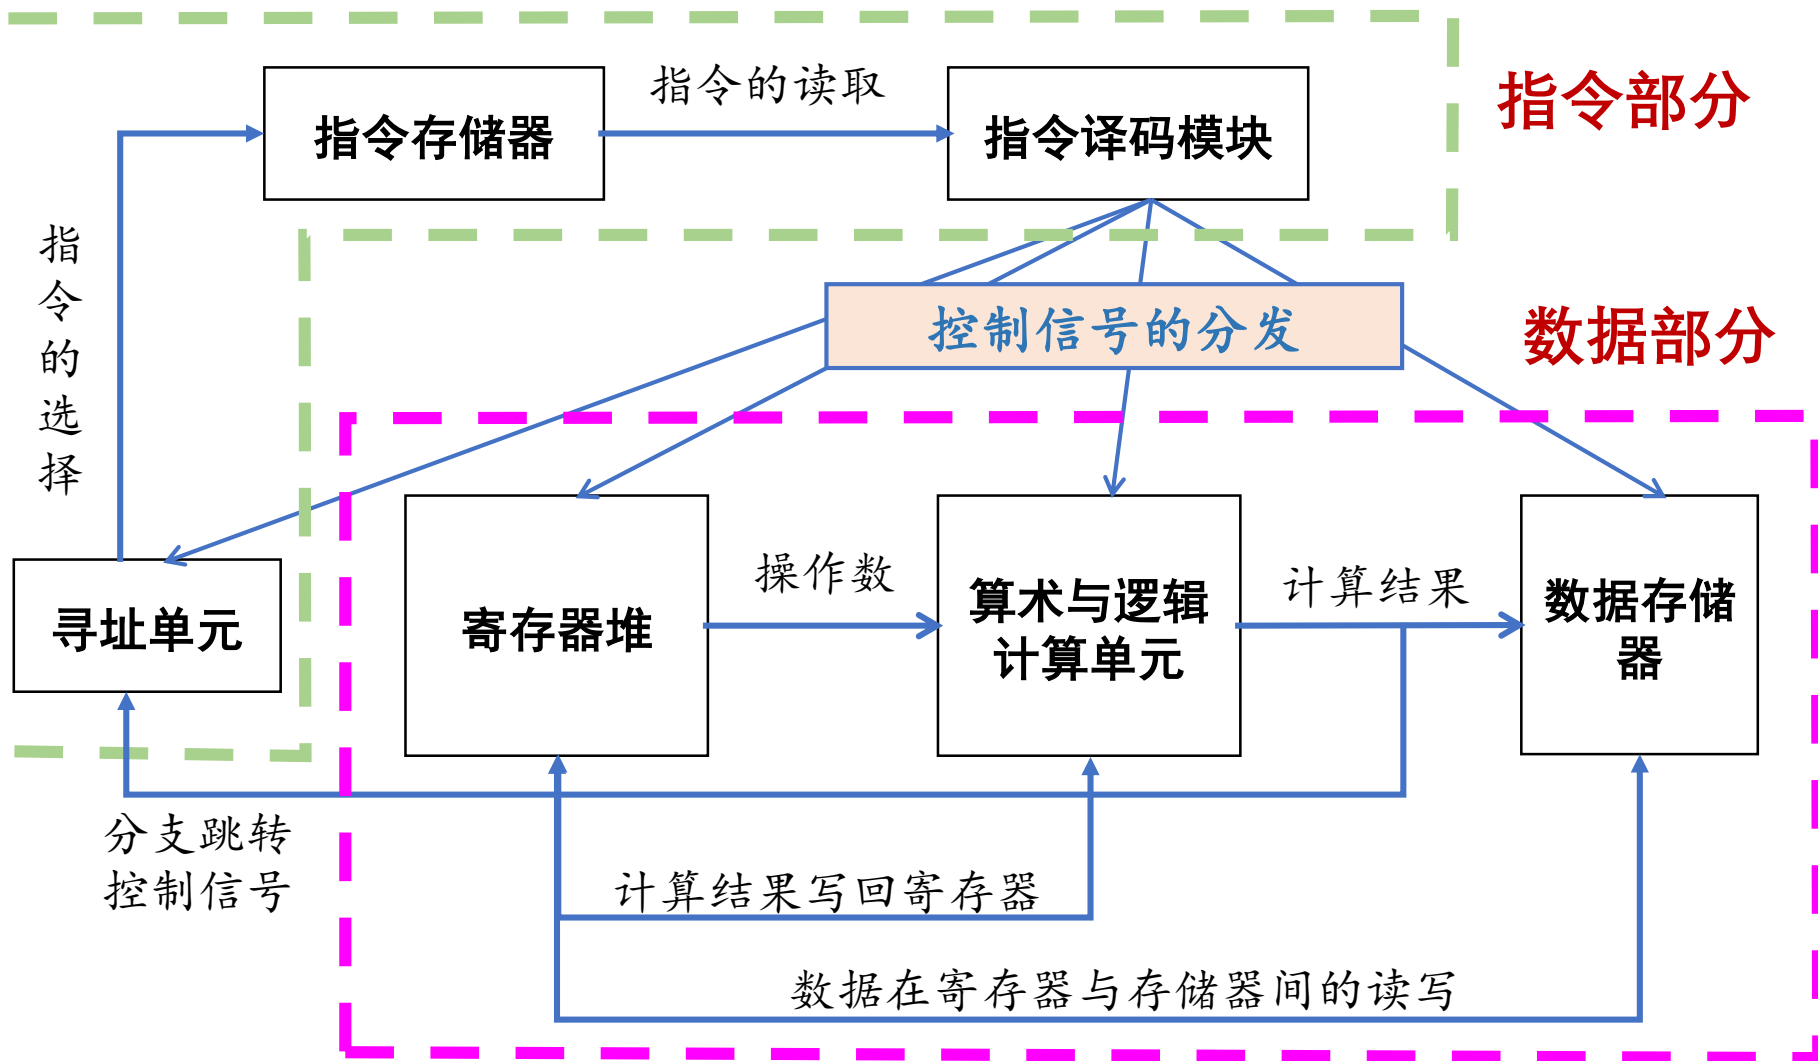 指令的读取
指令部分
指令存储器
指令译码模块
指
令
的
选
择
控制信号的分发
数据部分
寻址单元
寄存器堆
操作数
算术与逻辑
计算单元
计算结果
数据存储
器
分支跳转
控制信号
计算结果写回寄存器
数据在寄存器与存储器间的读写